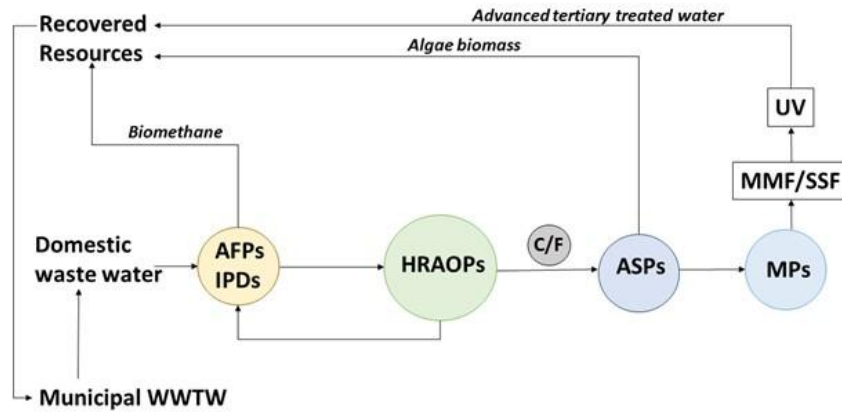 Advanced tertiary treated water
Recovered
Resources
Algae biomass
UV
Biomethane
MMF/SSF
Domestic
waste water
AFPs
IPDs
HRAOPs
C/F
ASPs
MPs
Municipal WWTW